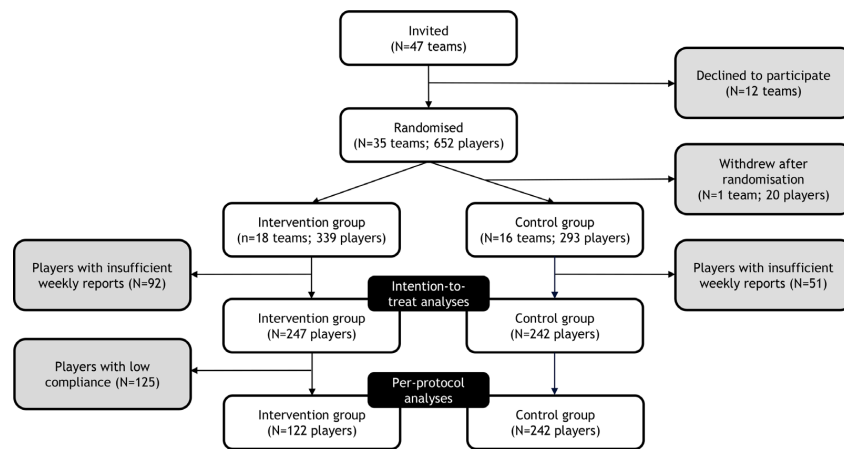 Invited
(N=47 teams)
Declined to participate
(N=12 teams)
Randomised
(N=35 teams; 652 players)
Withdrew after
randomisation
(N=1 team; 20 players)
Intervention group
(n=18 teams; 339 players)
Control group
(N=16 teams; 293 players)
Players with insufficient
weekly reports (N=92)
Players with insufficient
weekly reports (N=51)
Intention-to-
treat analyses
Intervention group
(N=247 players)
Control group
(N=242 players)
Players with low
compliance (N=125)
Per-protocol
analyses
Intervention group
(N=122 players)
Control group
(N=242 players)